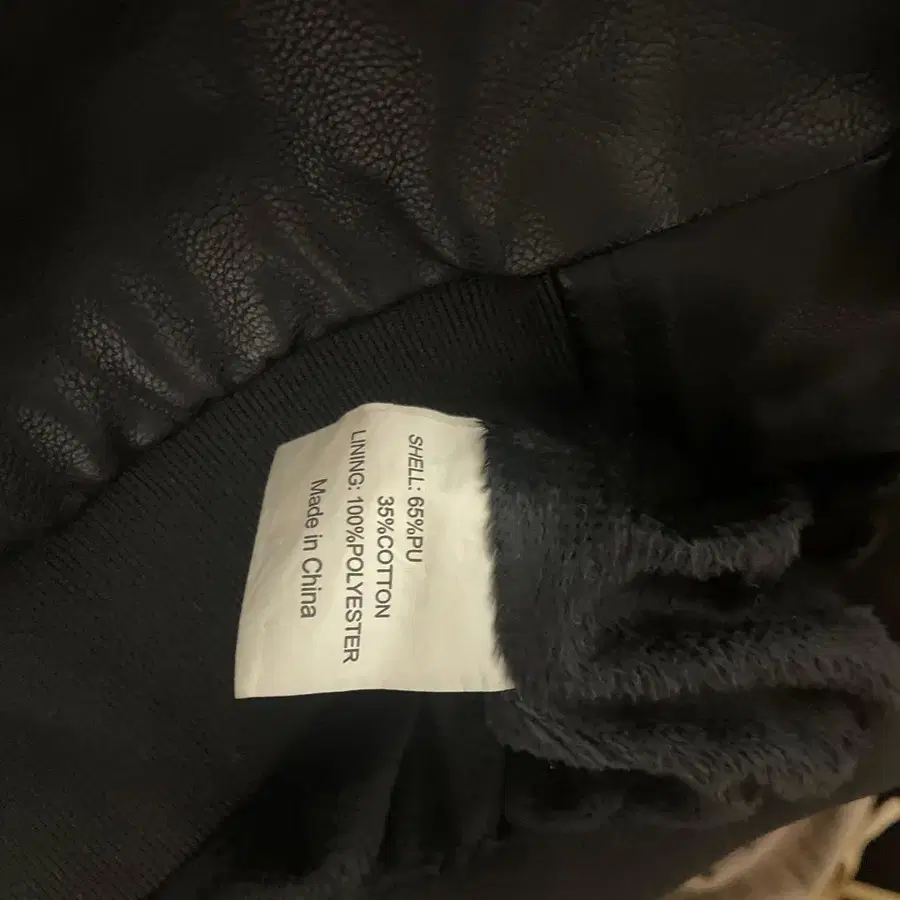 SHELL: 65%PU
35%COTTON
LINING: 100%POLYESTER
Made in China